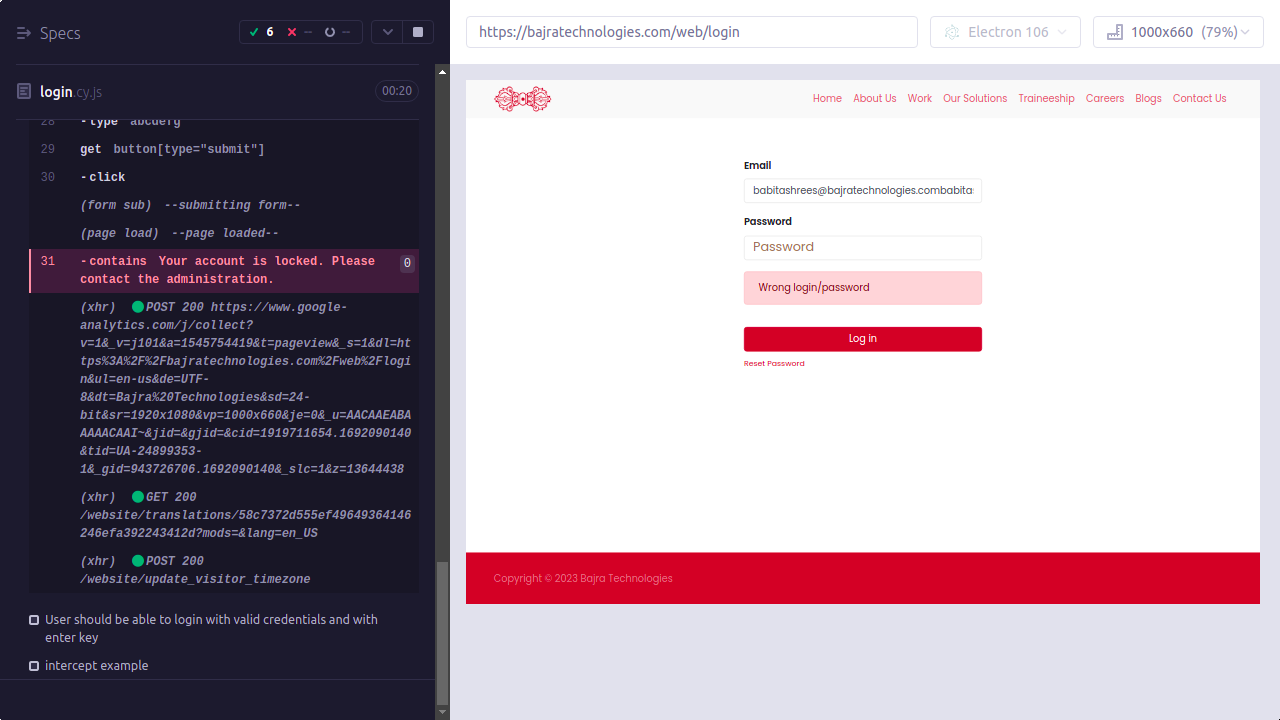 Specs
6
--
--
https://bajratechnologies.com/web/login
Electron 106
1000x660 (79%)
login.cy.js
00:20
28 -type abcdefg
29 get button[type="submit"]
30 -click
(form sub) --submitting form--
(page load) --page loaded--
31 -contains Your account is locked. Please
contact the administration.
0
(xhr) POST 200 https://www.google-
analytics.com/j/collect?
v=1&_v=j101&a=1545754419&t=pageview&_s=1&dl=ht
tps%3A%2F%2Fbajratechnologies.com%2Fweb%2Flogi
n&ul=en-us&de=UTF-
8&dt=Bajra%20Technologies&sd=24-
bit&sr=1920x1080&vp=1000x660&je=0&_u=AACAAEABA
AAAACAAI~&jid=&gjid=&cid=1919711654.1692090140
&tid=UA-24899353-
1&_gid=943726706.1692090140&_slc=1&z=13644438
(xhr) GET 200
/website/translations/58c7372d555ef49649364146
246efa392243412d?mods=&lang=en_US
(xhr) POST 200
/website/update_visitor_timezone
User should be able to login with valid credentials and with
enter key
intercept example
Home About Us Work Our Solutions Traineeship Careers Blogs Contact Us
Email
babitashrees@bajratechnologies.combabitas
Password
Password
Wrong login/password
Log in
Reset Password
Copyright © 2023 Bajra Technologies